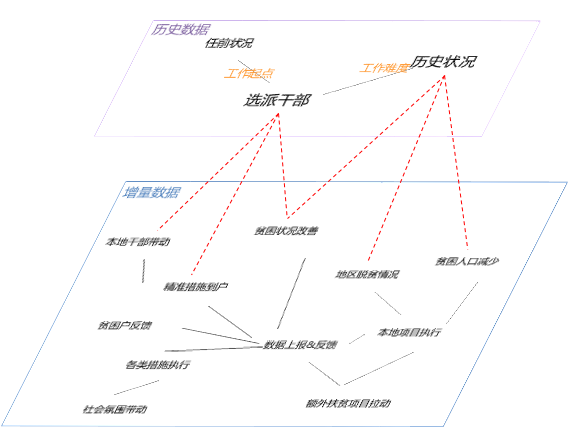 历史数据
任前状况
历史状况
工作起点
工作难度
选派干部
增量数据
贫困状况改善
本地干部带动
贫困人口减少
地区脱贫情况
精准措施到户
贫困户反馈
本地项目执行
数据上报&反馈
各类措施执行
额外扶贫项目拉动
社会氛围带动